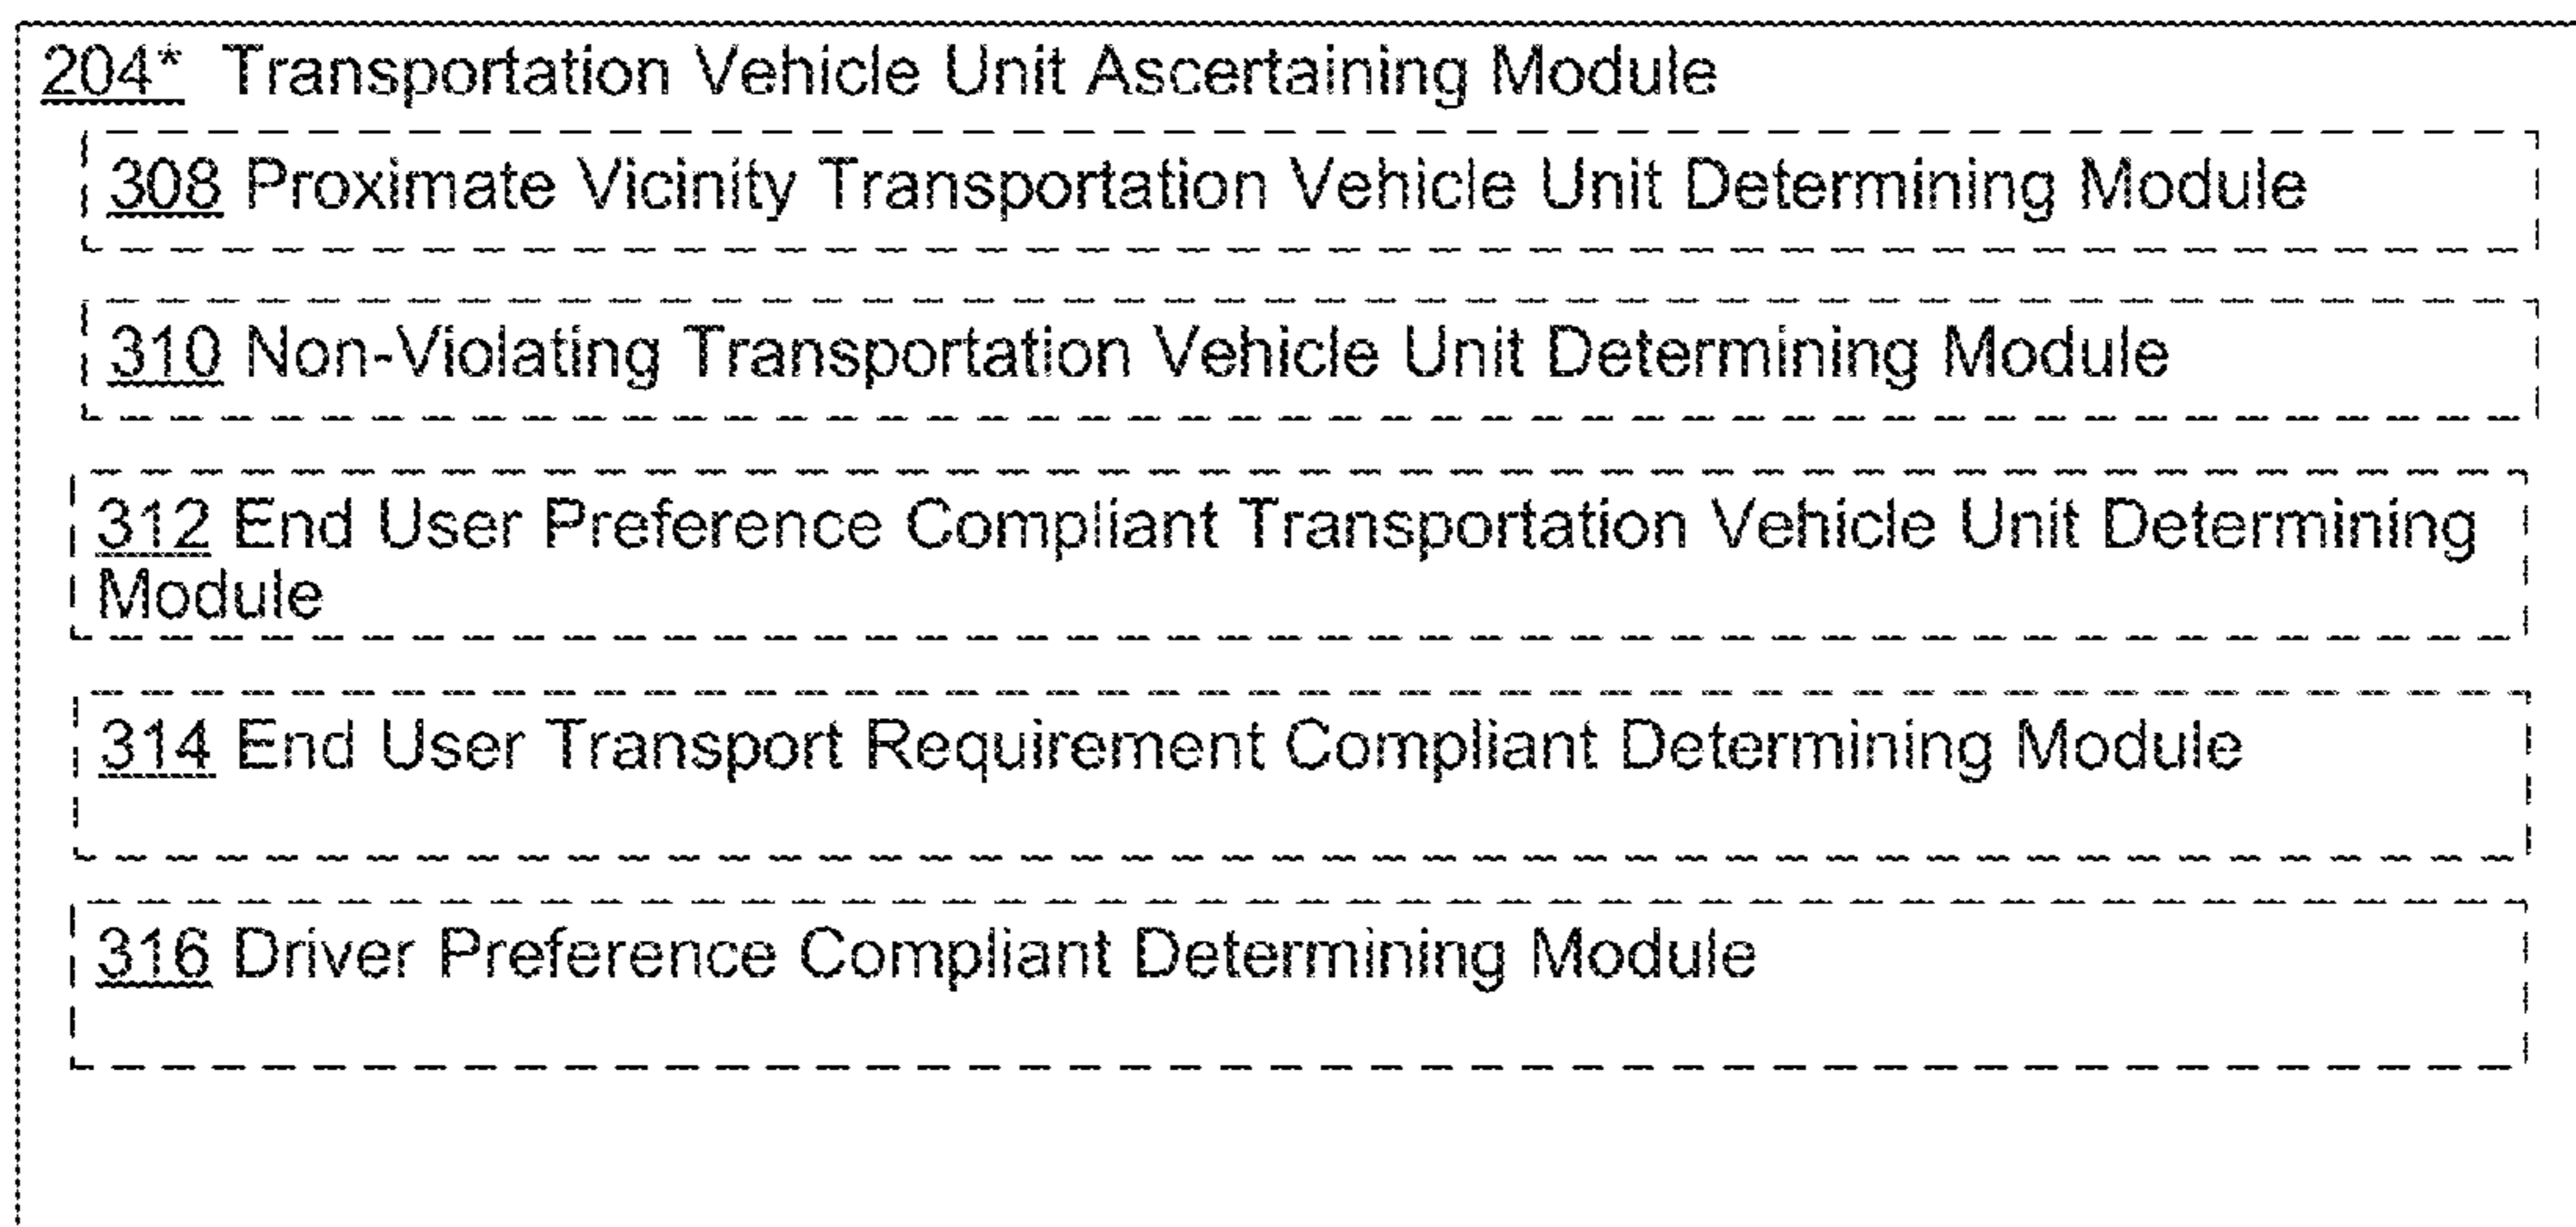 204* Transportation Vehicle Unit Ascertaining Module
308 Proximate Vicinity Transportation Vehicle Unit Determining Module
310 Non-Violating Transportation Vehicle Unit Determining Module
312 End User Preference Compliant Transportation Vehicle Unit Determining
Module
314 End User Transport Requirement Compliant Determining Module
316 Driver Preference Compliant Determining Module